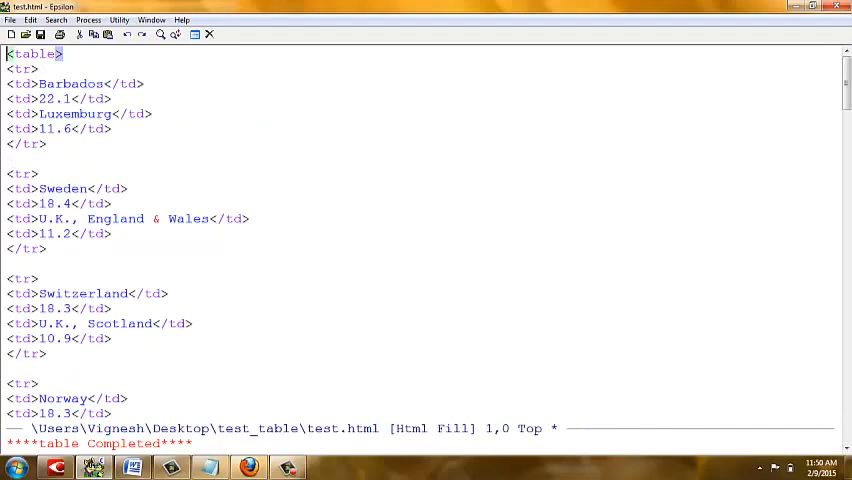 test.html - Epsilon
File Edit Search Process Utility Window Help
<table>
<tr>
<td>Barbados</td>
<td>22.1</td>
<td>Luxemburg</td>
<td>11.6</td>
</tr>
<tr>
<td>Sweden</td>
<td>18.4</td>
<td>U.K., England & Wales</td>
<td>11.2</td>
</tr>
<tr>
<td>Switzerland</td>
<td>18.3</td>
<td>U.K., Scotland</td>
<td>10.9</td>
</tr>
<tr>
<td>Norway</td>
<td>18.3</td>
\Users\Vignesh\Desktop\test_table\test.html [Html Fill] 1,0 Top *
****table Completed****
11:50 AM
2/9/2015